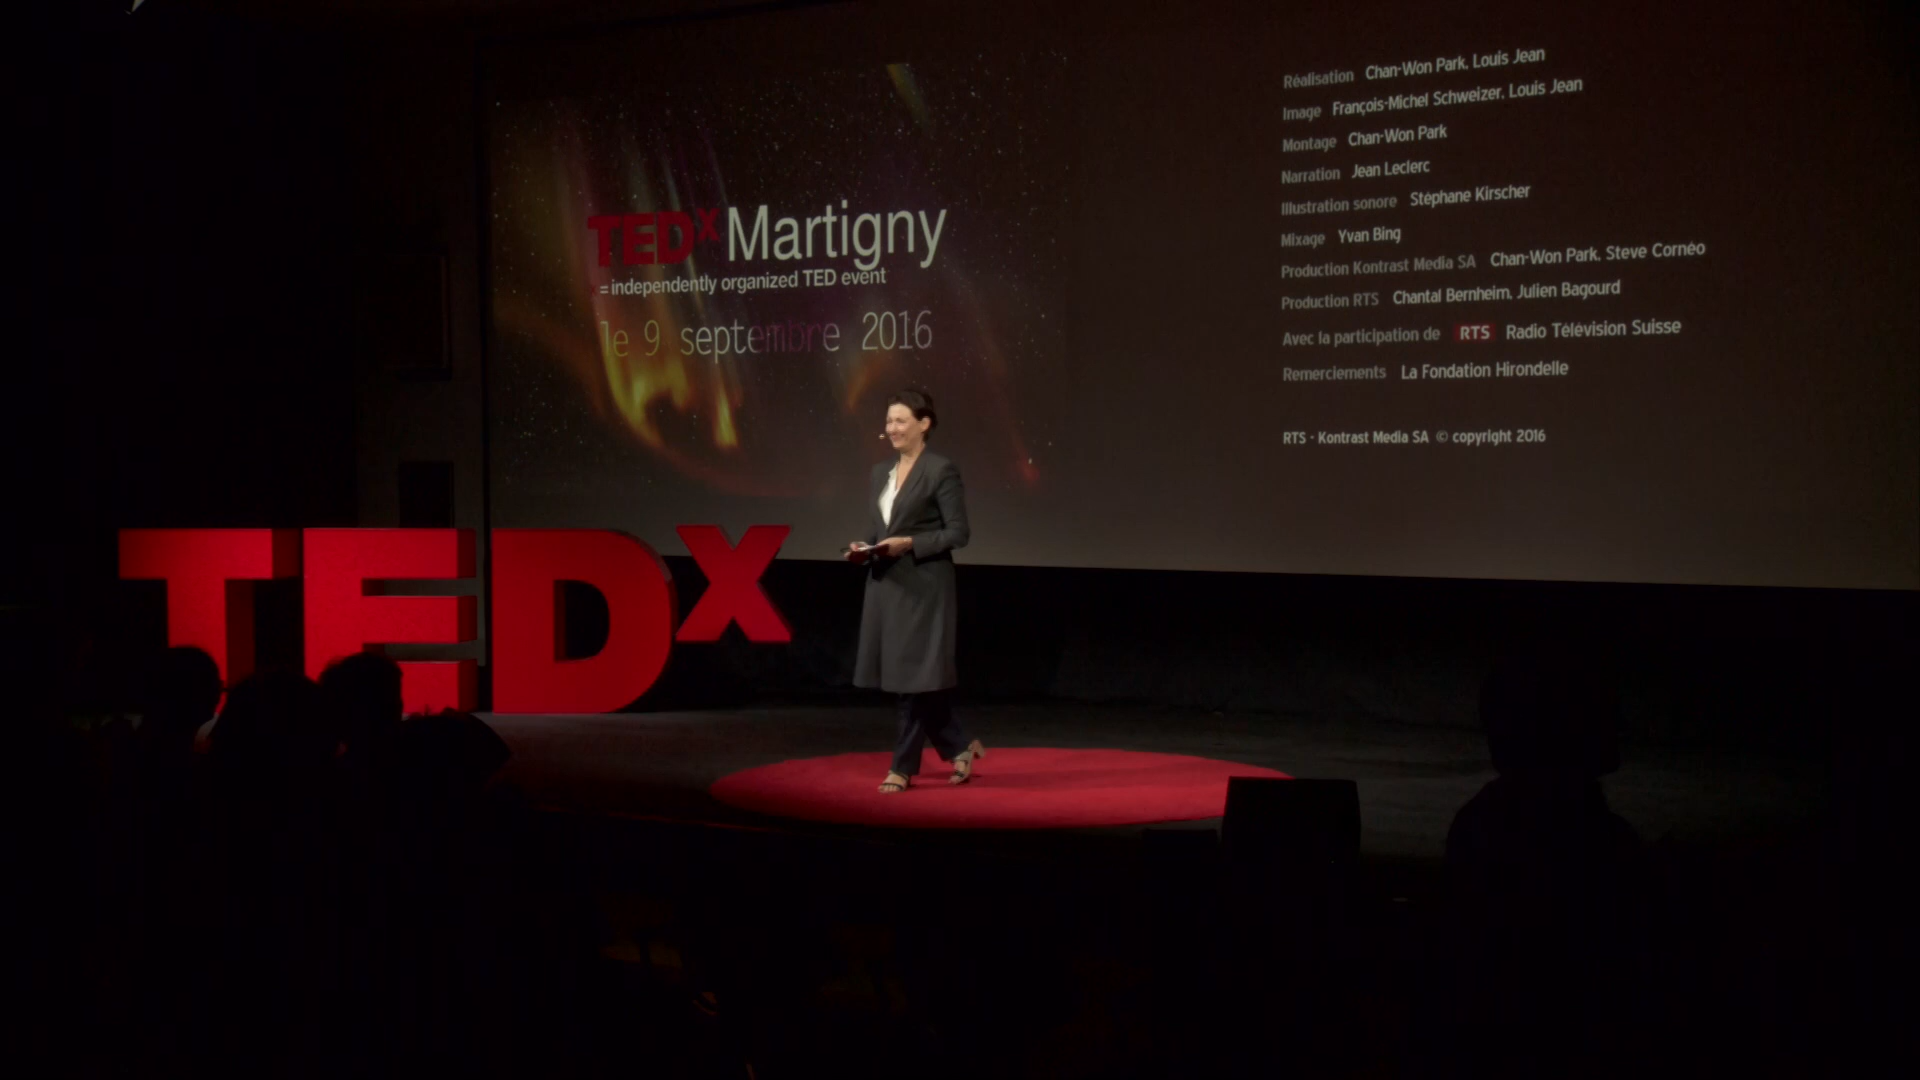 TEDx Martigny
x = independently organized TED event
le 9 septembre 2016
Réalisation Chan-Won Park, Louis Jean
Image François-Michel Schweizer, Louis Jean
Montage Chan-Won Park
Narration Jean Leclerc
Illustration sonore Stéphane Kirscher
Mixage Yvan Bing
Production Kontrast Media SA Chan-Won Park, Steve Cornéo
Production RTS Chantal Bernheim, Julien Bagourd
Avec la participation de RTS Radio Télévision Suisse
Remerciements La Fondation Hirondelle
RTS - Kontrast Media SA © copyright 2016
TEDx